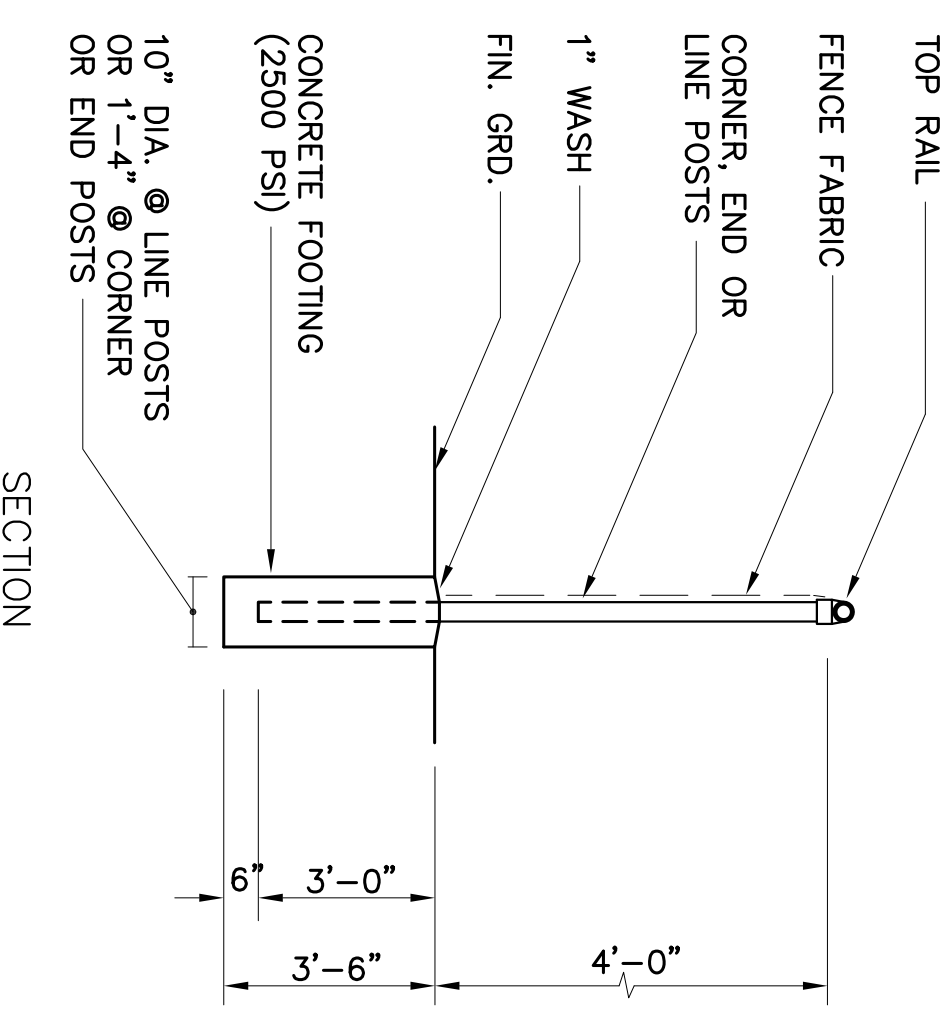 TOP RAIL
FENCE FABRIC
CORNER, END OR
LINE POSTS
1" WASH
FIN. GRD.
CONCRETE FOOTING
(2500 PSI)
10" DIA. @ LINE POSTS
OR 1'-4" @ CORNER
OR END POSTS
4'-0"
3'-0"
6"
3'-6"
SECTION